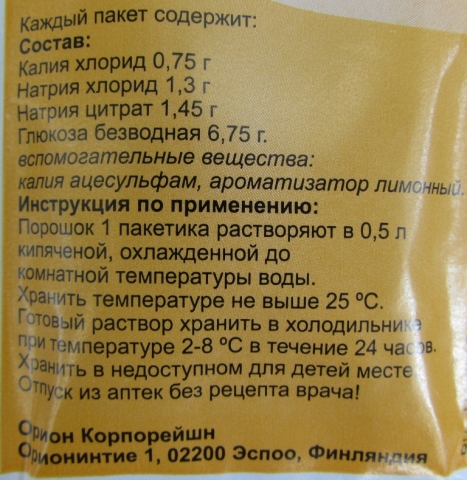 Каждый пакет содержит:
Состав:
Калия хлорид 0,75 г
Натрия хлорид 1,3 г
Натрия цитрат 1,45 г
Глюкоза безводная 6,75 г.
вспомогательные вещества:
калия ацесульфам, ароматизатор лимонный.
Инструкция по применению:
Порошок 1 пакетика растворяют в 0,5 л
кипяченой, охлажденной до
комнатной температуры воды.
Хранить температуре не выше 25 ºС.
Готовый раствор хранить в холодильнике
при температуре 2-8 ºС в течение 24 часов.
Хранить в недоступном для детей месте.
Отпуск из аптек без рецепта врача!
Орион Корпорейшн
Орионинтие 1, 02200 Эспоо, Финляндия